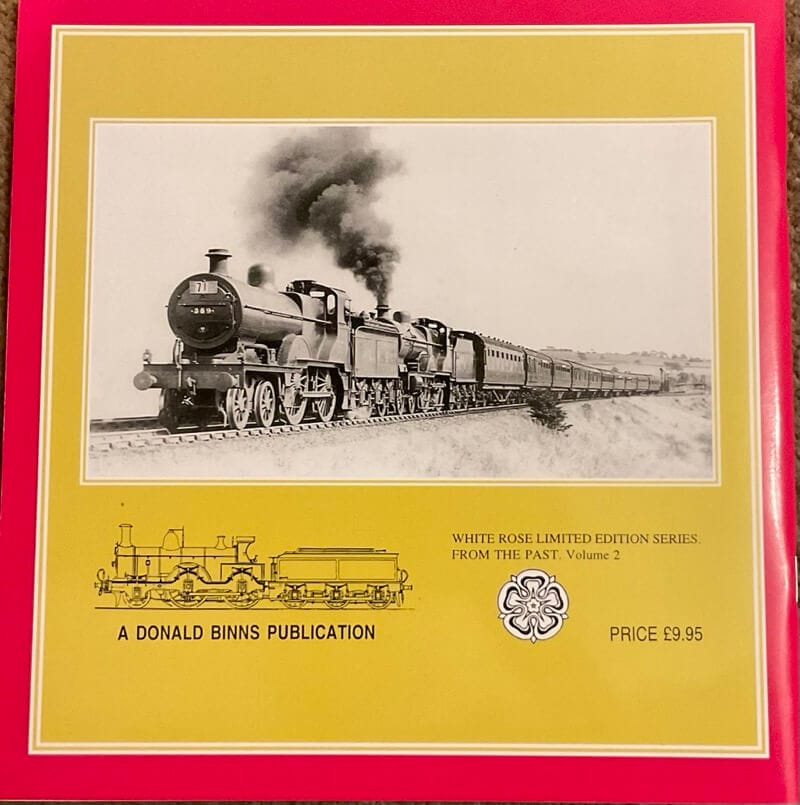 71
389
WHITE ROSE LIMITED EDITION SERIES.
FROM THE PAST. Volume 2
A DONALD BINNS PUBLICATION
PRICE £9.95